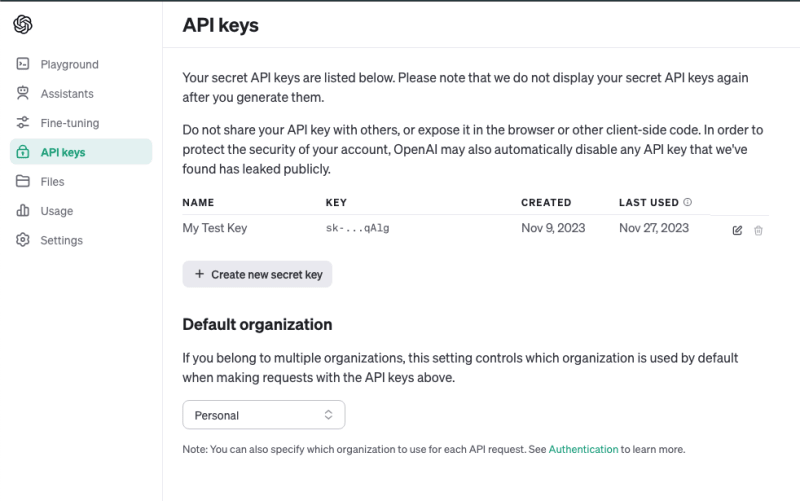 API keys
Playground
Assistants
Fine-tuning
API keys
Files
Usage
Settings
Your secret API keys are listed below. Please note that we do not display your secret API keys again
after you generate them.
Do not share your API key with others, or expose it in the browser or other client-side code. In order to
protect the security of your account, OpenAI may also automatically disable any API key that we've
found has leaked publicly.
NAME KEY CREATED LAST USED
My Test Key sk-...qAlg Nov 9, 2023 Nov 27, 2023
+ Create new secret key
Default organization
If you belong to multiple organizations, this setting controls which organization is used by default
when making requests with the API keys above.
Personal
Note: You can also specify which organization to use for each API request. See Authentication to learn more.